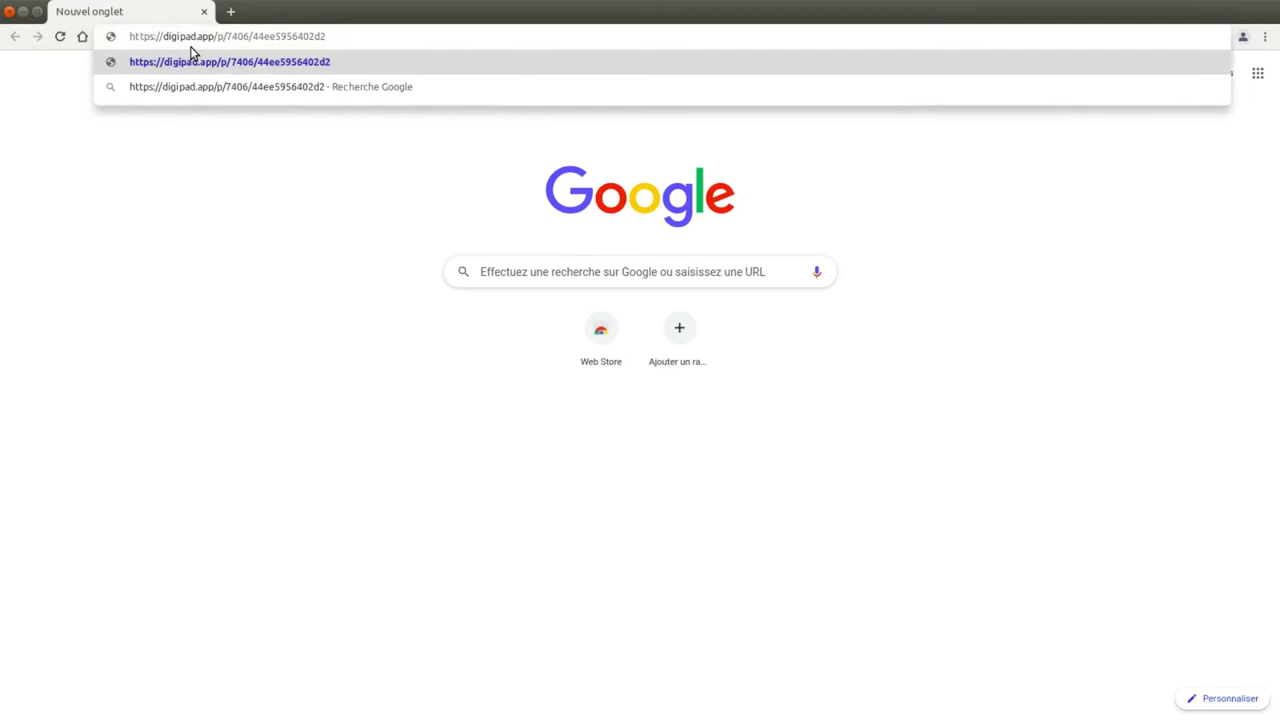 Nouvel onglet
https://digipad.app/p/7406/44ee5956402d2
https://digipad.app/p/7406/44ee5956402d2
https://digipad.app/p/7406/44ee5956402d2 - Recherche Google
Google
Effectuez une recherche sur Google ou saisissez une URL
Web Store
Ajouter un ra...
Personnaliser